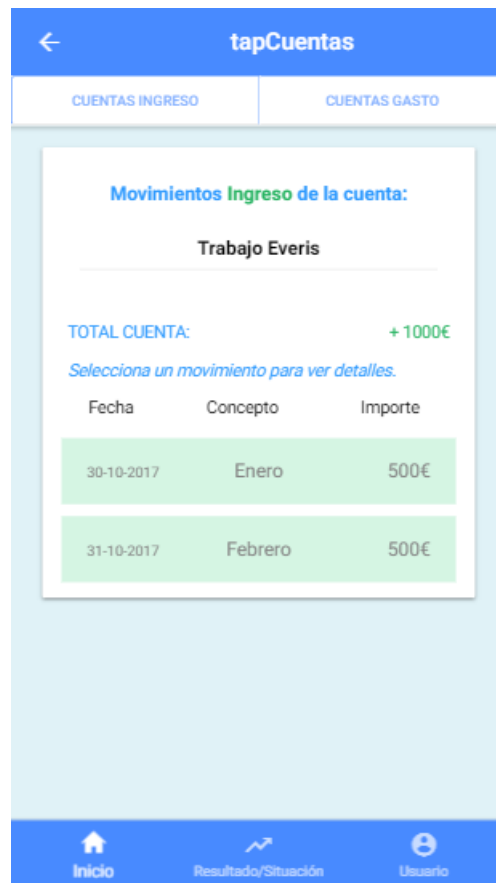 tapCuentas
CUENTAS INGRESO CUENTAS GASTO
Movimientos Ingreso de la cuenta:
Trabajo Everis
TOTAL CUENTA: + 1000€
Selecciona un movimiento para ver detalles.
Fecha Concepto Importe
30-10-2017 Enero 500€
31-10-2017 Febrero 500€
Inicio Resultado/Situación Usuario